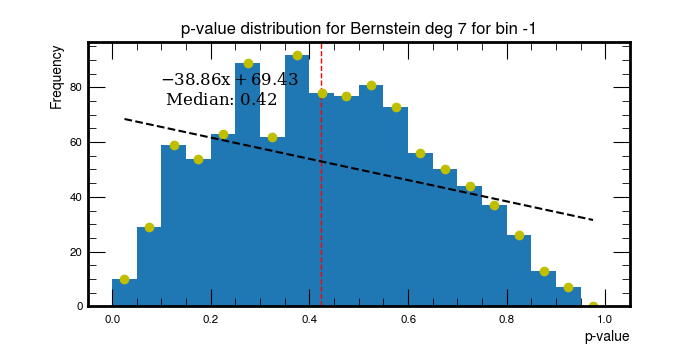 p-value distribution for Bernstein deg 7 for bin -1
Frequency
80
60
40
20
0
−38.86x + 69.43
Median: 0.42
0.0 0.2 0.4 0.6 0.8 1.0
p-value